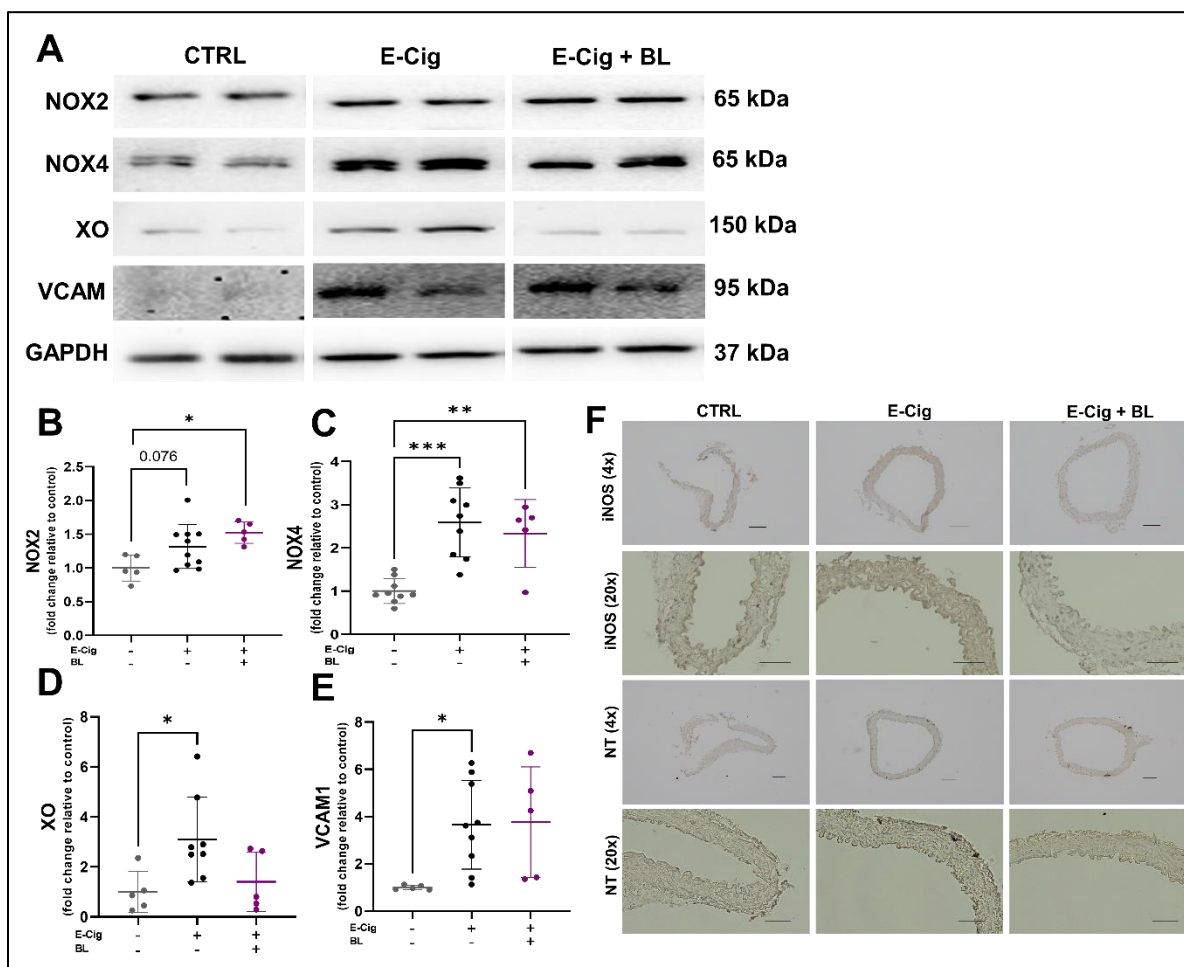 A
CTRL E-Cig E-Cig + BL
NOX2 65 kDa
NOX4 65 kDa
XO 150 kDa
VCAM 95 kDa
GAPDH 37 kDa
B
*
0.076
NOX2
(fold change relative to control)
2.5
2.0
1.5
1.0
0.5
0.0
E-Cig - + +
BL - - +
C
**
***
NOX4
(fold change relative to control)
4
3
2
1
0
E-Cig - + +
BL - - +
D
*
XO
(fold change relative to control)
8
6
4
2
0
E-Cig - + +
BL - - +
E
*
VCAM1
(fold change relative to control)
8
6
4
2
0
E-Cig - + +
BL - - +
F
CTRL E-Cig E-Cig + BL
iNOS (4x)
iNOS (20x)
NT (4x)
NT (20x)